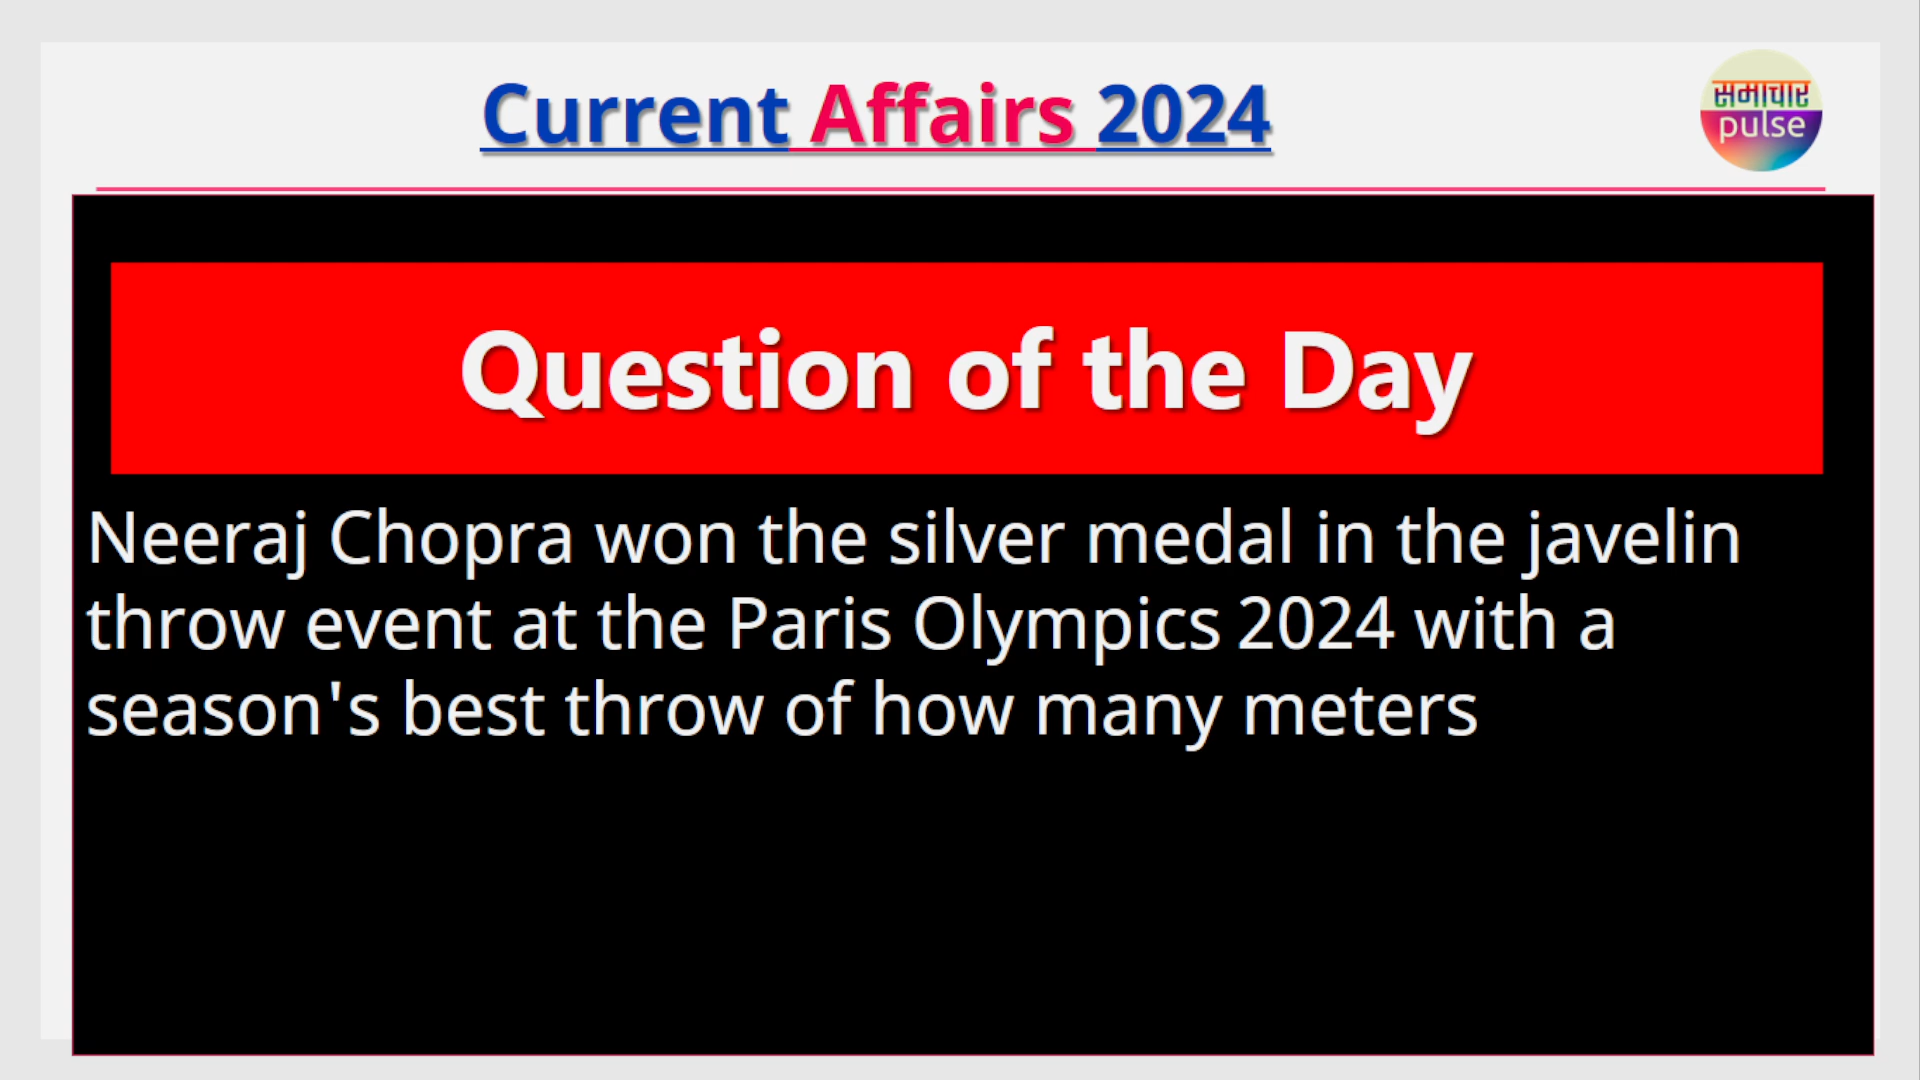 Current Affairs 2024
समाचार
pulse
Question of the Day
Neeraj Chopra won the silver medal in the javelin
throw event at the Paris Olympics 2024 with a
season's best throw of how many meters